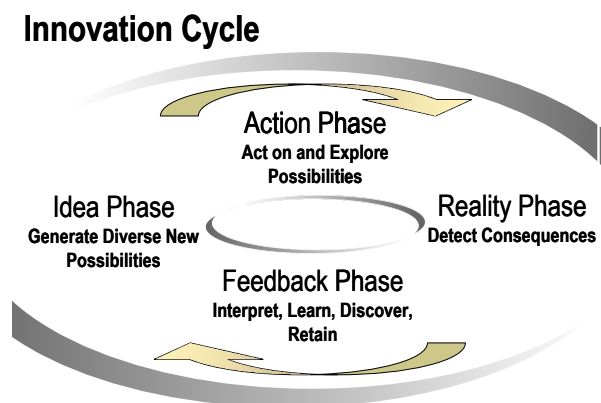 Innovation Cycle
Action Phase
Act on and Explore
Possibilities
Idea Phase
Generate Diverse New
Possibilities
Reality Phase
Detect Consequences
Feedback Phase
Interpret, Learn, Discover,
Retain